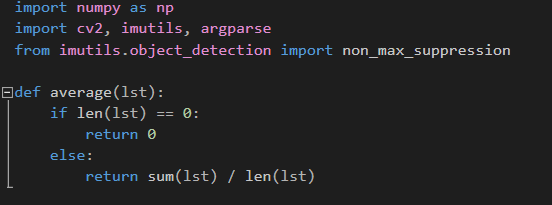 import numpy as np
import cv2, imutils, argparse
from imutils.object_detection import non_max_suppression
def average(lst):
    if len(lst) == 0:
        return 0
    else:
        return sum(lst) / len(lst)